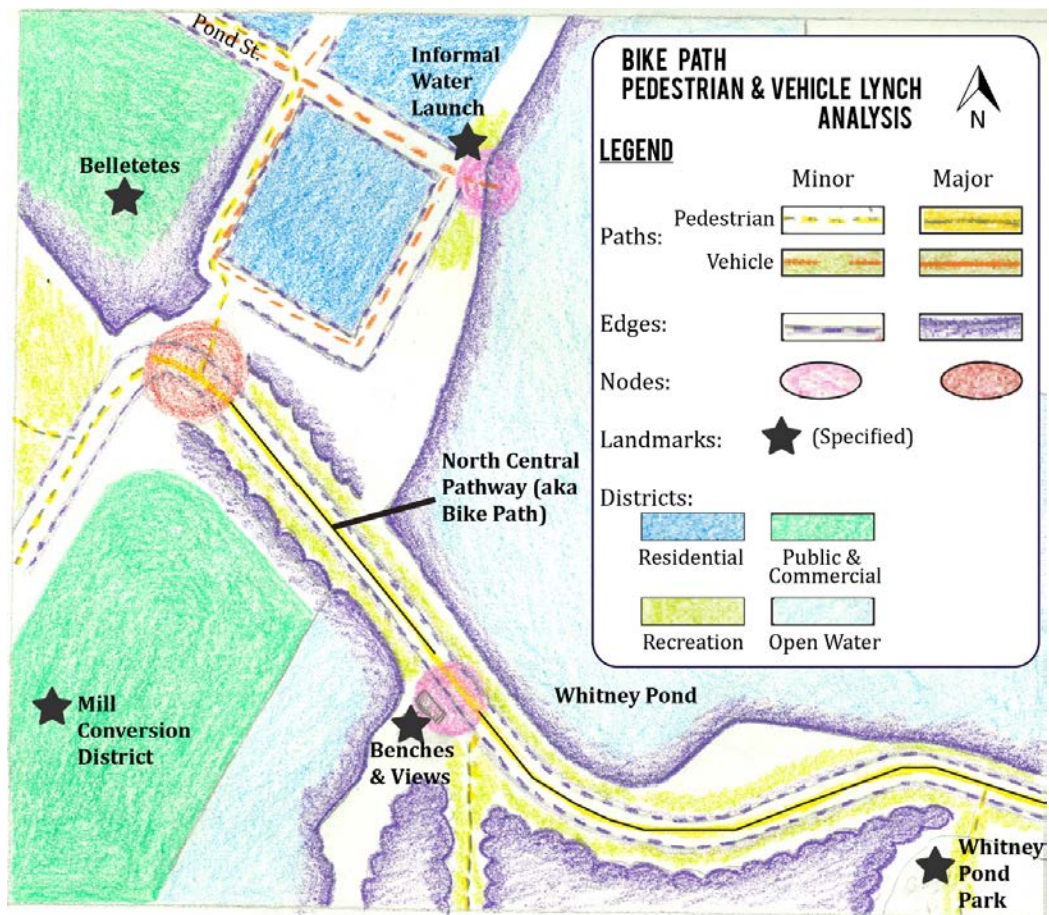 Pond St.
Informal
Water
Launch
Belletetes
BIKE PATH
PEDESTRIAN & VEHICLE LYNCH
ANALYSIS
N
LEGEND
Minor
Major
Paths:
Pedestrian
Vehicle
Edges:
Nodes:
Landmarks:
(Specified)
Districts:
Residential
Public &
Commercial
Recreation
Open Water
North Central
Pathway (aka
Bike Path)
Whitney Pond
Mill
Conversion
District
Benches
& Views
Whitney
Pond
Park